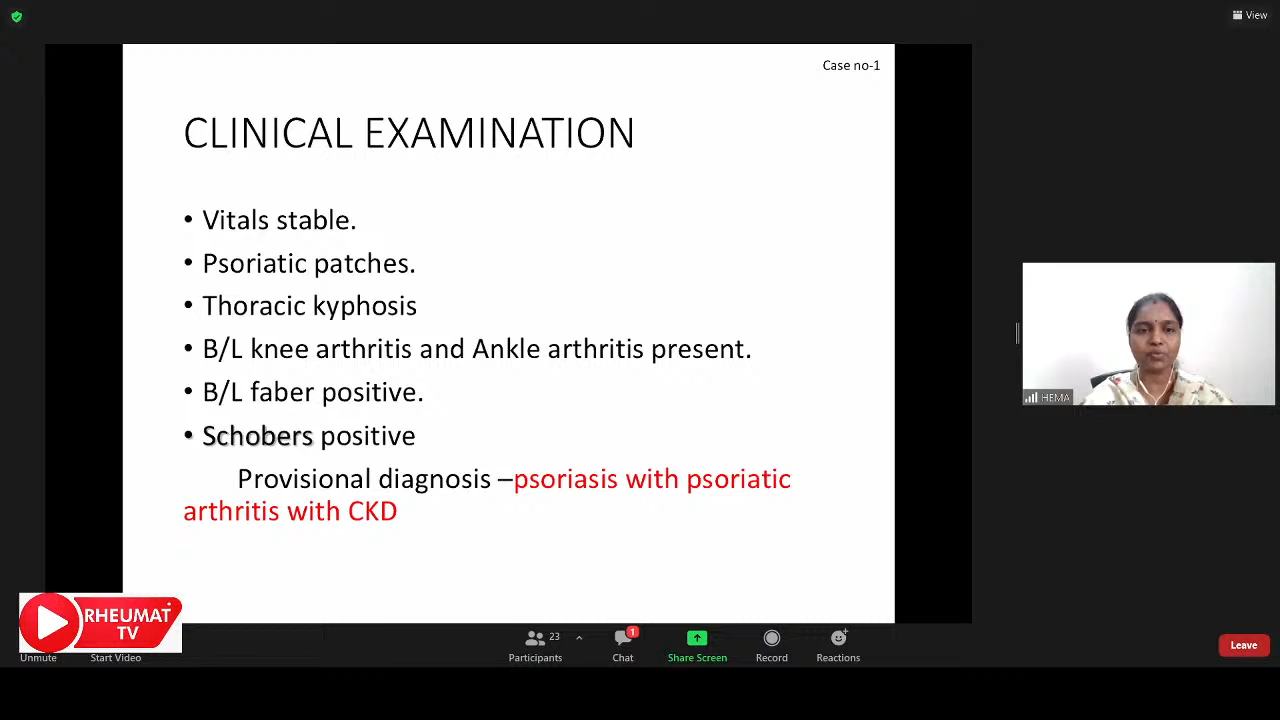 View
Case no-1
CLINICAL EXAMINATION
• Vitals stable.
• Psoriatic patches.
• Thoracic kyphosis
• B/L knee arthritis and Ankle arthritis present.
• B/L faber positive.
• Schobers positive
Provisional diagnosis –psoriasis with psoriatic
arthritis with CKD
HEMA
RHEUMAT
TV
Unmute
Start Video
23
Participants
1
Chat
Share Screen
Record
Reactions
Leave